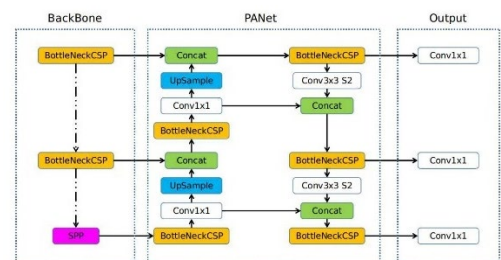 BackBone
PANet
Output
BottleNeckCSP
Concat
BottleNeckCSP
Conv1x1
UpSample
Conv3x3 S2
Conv1x1
Concat
BottleNeckCSP
BottleNeckCSP
Concat
BottleNeckCSP
Conv1x1
UpSample
Conv3x3 S2
Conv1x1
Concat
SPP
BottleNeckCSP
BottleNeckCSP
Conv1x1